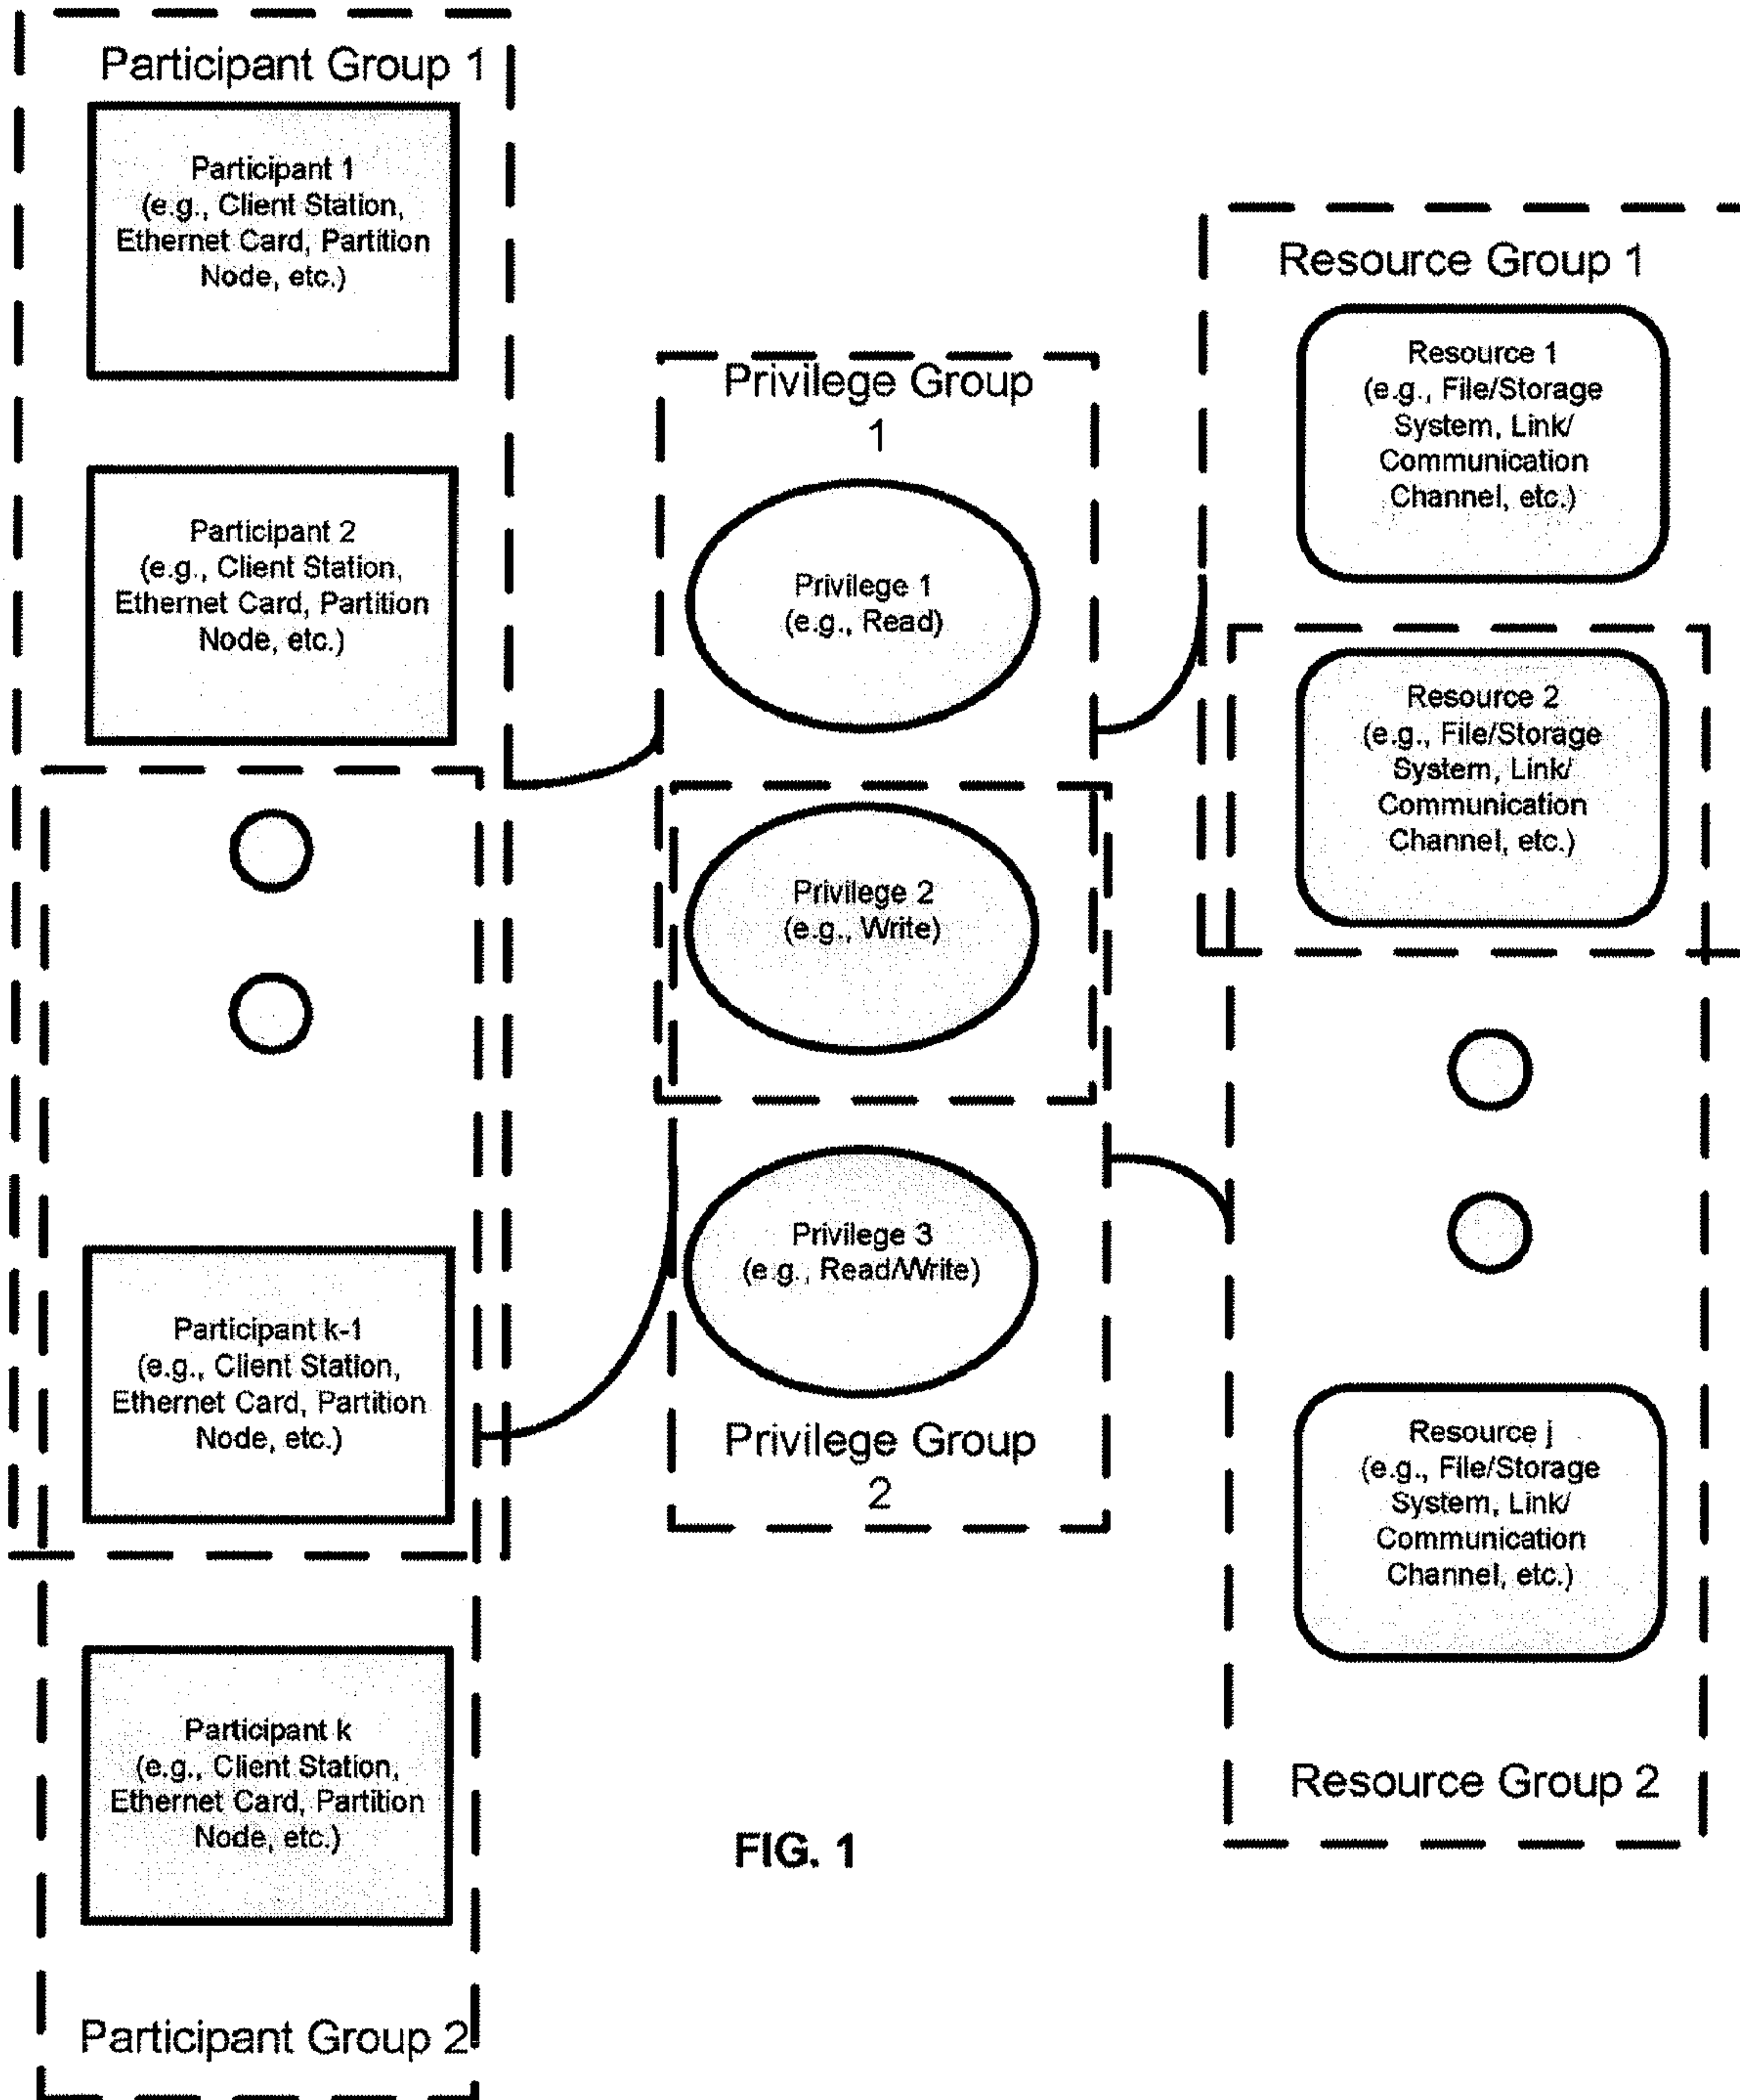 Participant Group 1
Participant 1
(e.g., Client Station,
Ethernet Card, Partition
Node, etc.)
Participant 2
(e.g., Client Station,
Ethernet Card, Partition
Node, etc.)
Participant k-1
(e.g., Client Station,
Ethernet Card, Partition
Node, etc.)
Participant k
(e.g., Client Station,
Ethernet Card, Partition
Node, etc.)
Participant Group 2
Privilege Group
1
Privilege 1
(e.g., Read)
Privilege 2
(e.g., Write)
Privilege 3
(e.g., Read/Write)
Privilege Group
2
Resource Group 1
Resource 1
(e.g., File/Storage
System, Link/
Communication
Channel, etc.)
Resource 2
(e.g., File/Storage
System, Link/
Communication
Channel, etc.)
Resource j
(e.g., File/Storage
System, Link/
Communication
Channel, etc.)
Resource Group 2
FIG. 1